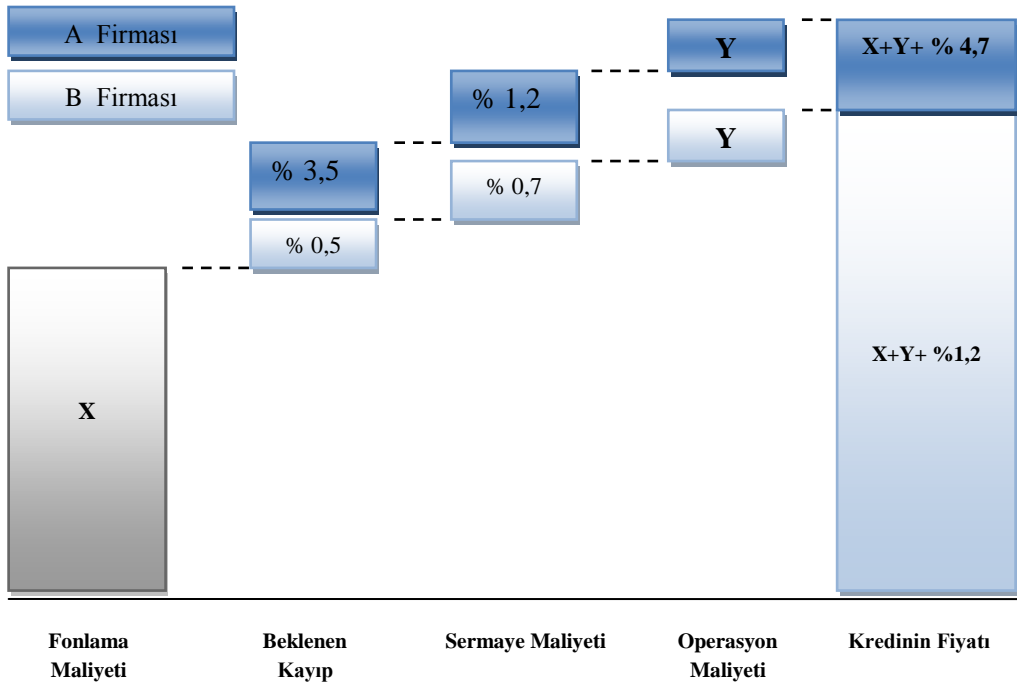 A Firması
B Firması
% 3,5
% 0,5
% 1,2
% 0,7
Y
Y
X+Y+ % 4,7
X+Y+ %1,2
X
Fonlama
Maliyeti
Beklenen
Kayıp
Sermaye Maliyeti
Operasyon
Maliyeti
Kredinin Fiyatı